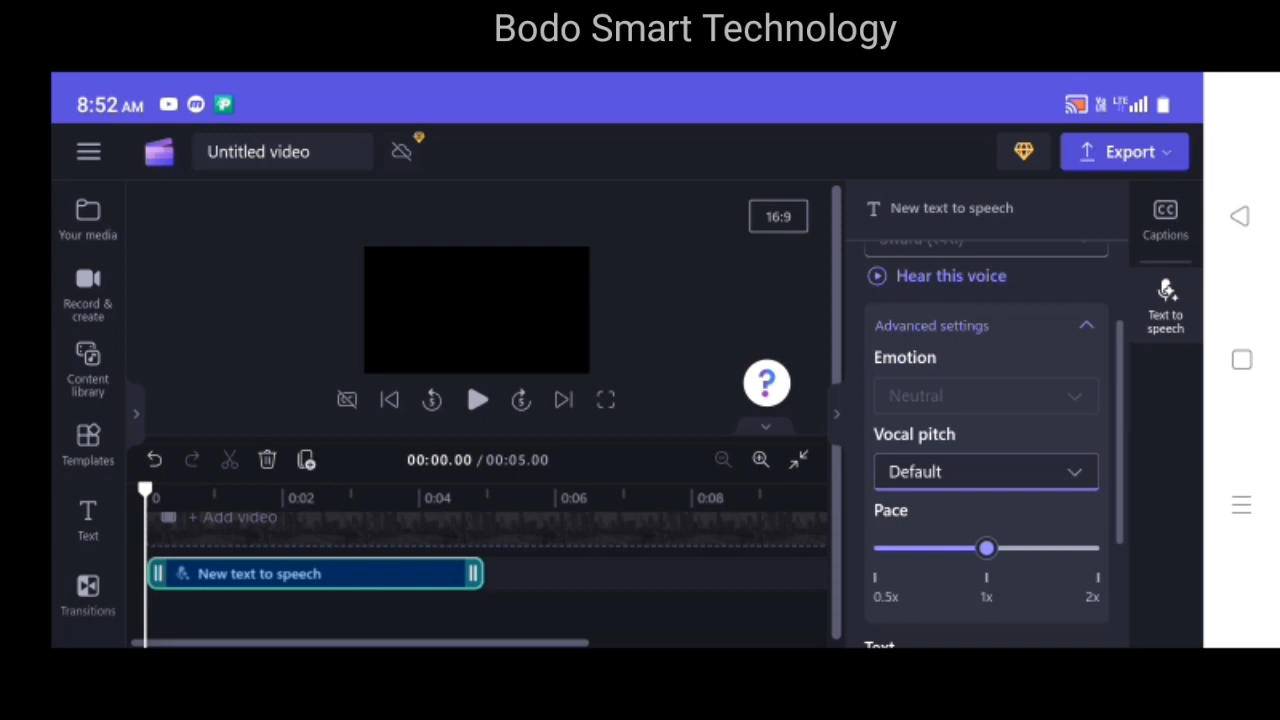 Bodo Smart Technology
8:52 AM
LTE
Untitled video
Export
Your media
Record & create
Content library
Templates
Text
Transitions
16:9
00:00.00 / 00:05.00
0
0:02
0:04
0:06
0:08
+ Add video
New text to speech
New text to speech
Hear this voice
Advanced settings
Emotion
Neutral
Vocal pitch
Default
Pace
0.5x
1x
2x
Text
CC
Captions
Text to speech